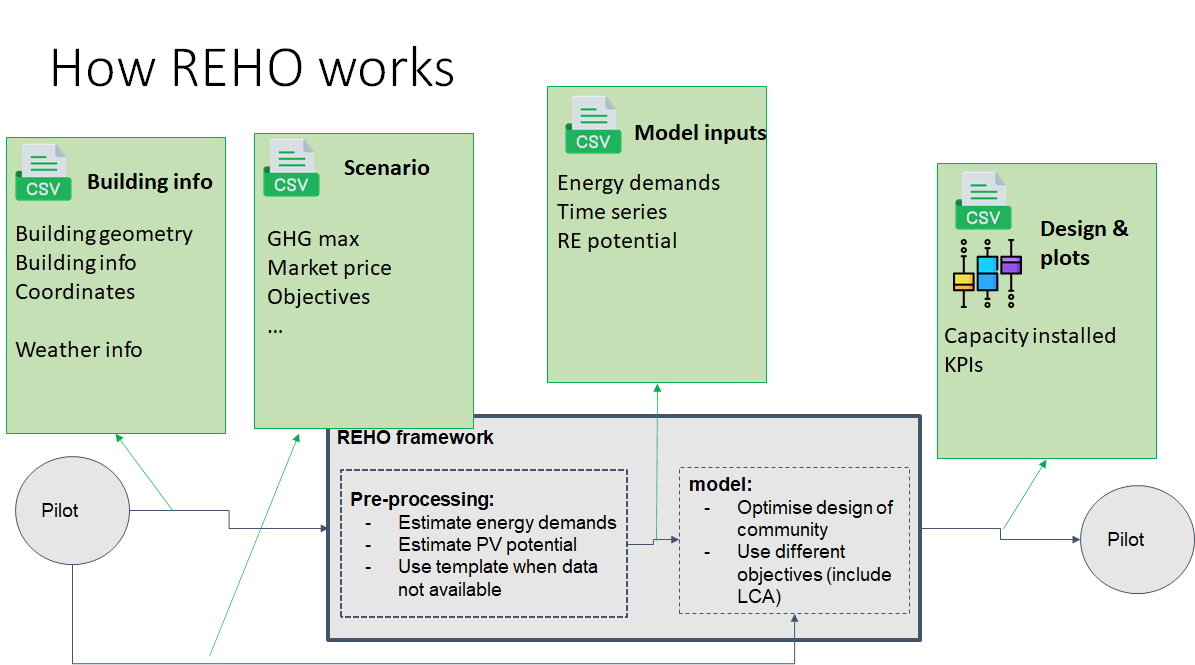 How REHO works
CSV
Building info
Building geometry
Building info
Coordinates
Weather info
CSV
Scenario
GHG max
Market price
Objectives
...
CSV
Model inputs
Energy demands
Time series
RE potential
CSV
Design &
plots
Capacity installed
KPIs
Pilot
REHO framework
Pre-processing:
- Estimate energy demands
- Estimate PV potential
- Use template when data
not available
model:
- Optimise design of
community
- Use different
objectives (include
LCA)
Pilot